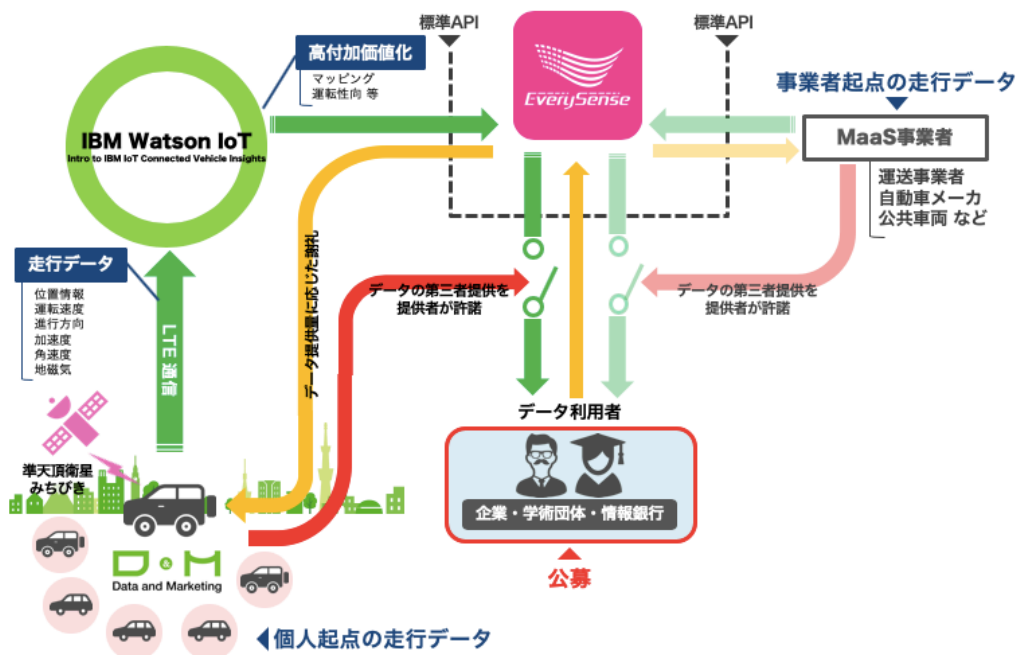 標準API
標準API
高付加価値化
マッピング
運転性向 等
EverySense
事業者起点の走行データ
IBM Watson IoT
Intro to IBM IoT Connected Vehicle Insights
MaaS事業者
運送事業者
自動車メーカ
公共車両 など
走行データ
位置情報
運転速度
進行方向
加速度
角速度
地磁気
LTE 通信
データ提供量に応じた謝礼
データの第三者提供を
提供者が許諾
データの第三者提供を
提供者が許諾
データ利用者
準天頂衛星
みちびき
企業・学術団体・情報銀行
公募
D&M
Data and Marketing
個人起点の走行データ